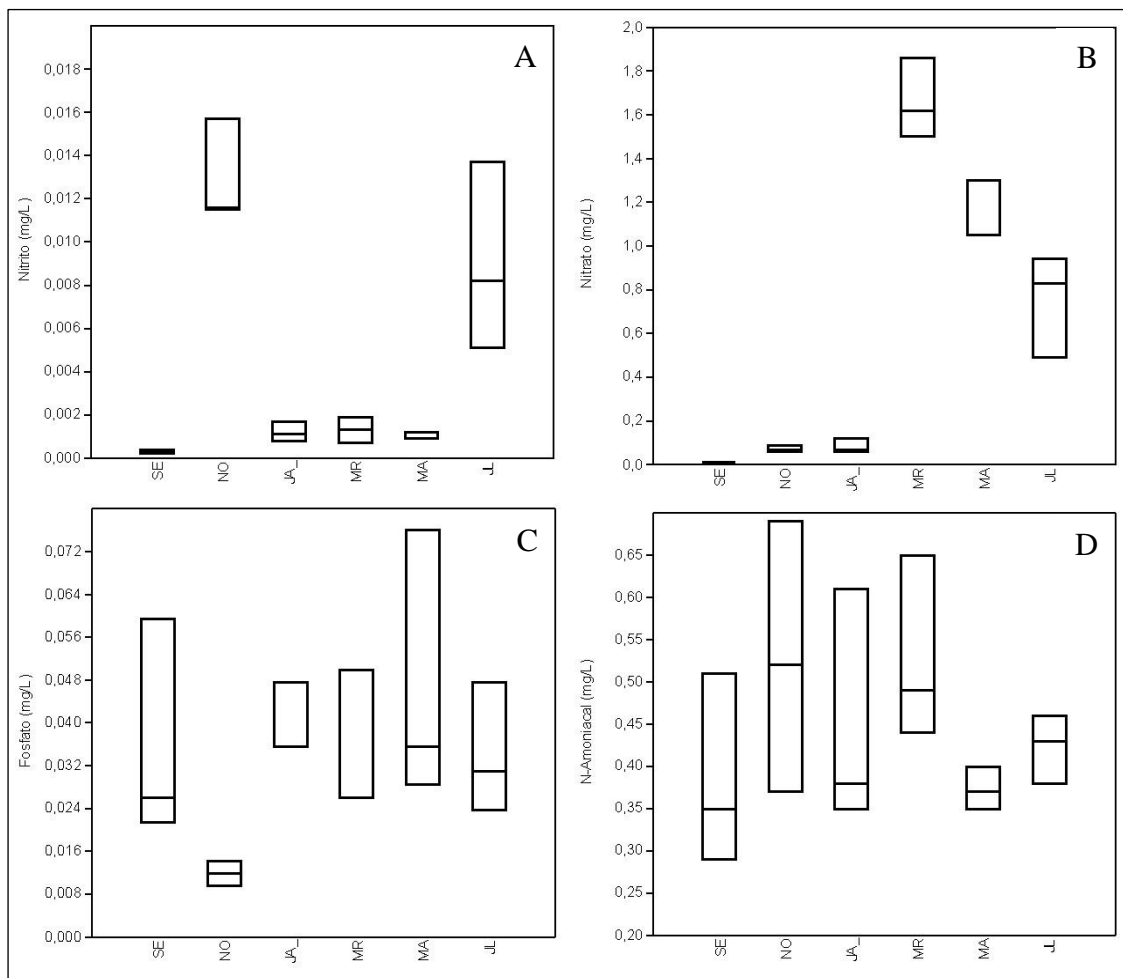 A
Nitrito (mg/L)
0,018
0,016
0,014
0,012
0,010
0,008
0,006
0,004
0,002
0,000
SE
NO
JA_
MR
MA
JL
B
Nitrato (mg/L)
2,0
1,8
1,6
1,4
1,2
1,0
0,8
0,6
0,4
0,2
0,0
SE
NO
JA_
MR
MA
JL
C
Fosfato (mg/L)
0,072
0,064
0,056
0,048
0,040
0,032
0,024
0,016
0,008
0,000
SE
NO
JA_
MR
MA
JL
D
N-Amoniacal (mg/L)
0,65
0,60
0,55
0,50
0,45
0,40
0,35
0,30
0,25
0,20
SE
NO
JA_
MR
MA
JL